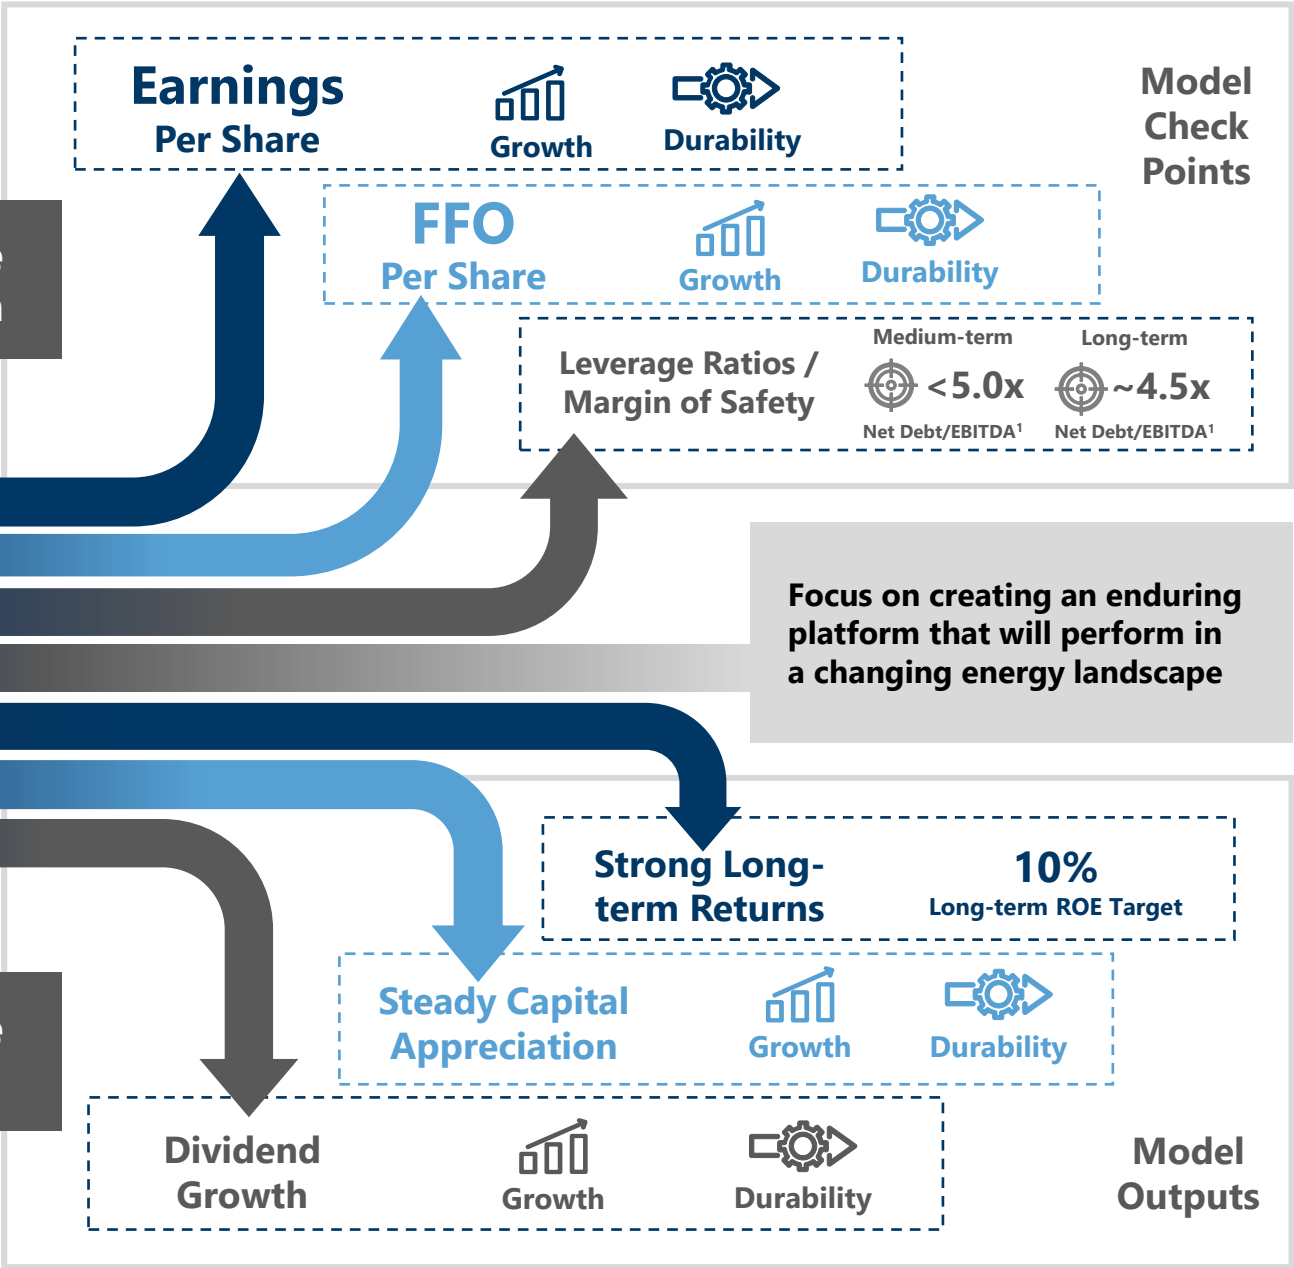 Earnings
Per Share
Growth
Durability
Model
Check
Points
FFO
Per Share
Growth
Durability
Leverage Ratios /
Margin of Safety
Medium-term
<5.0x
Net Debt/EBITDA¹
Long-term
~4.5x
Net Debt/EBITDA¹
Focus on creating an enduring
platform that will perform in
a changing energy landscape
Strong Long-
term Returns
10%
Long-term ROE Target
Steady Capital
Appreciation
Growth
Durability
Dividend
Growth
Growth
Durability
Model
Outputs